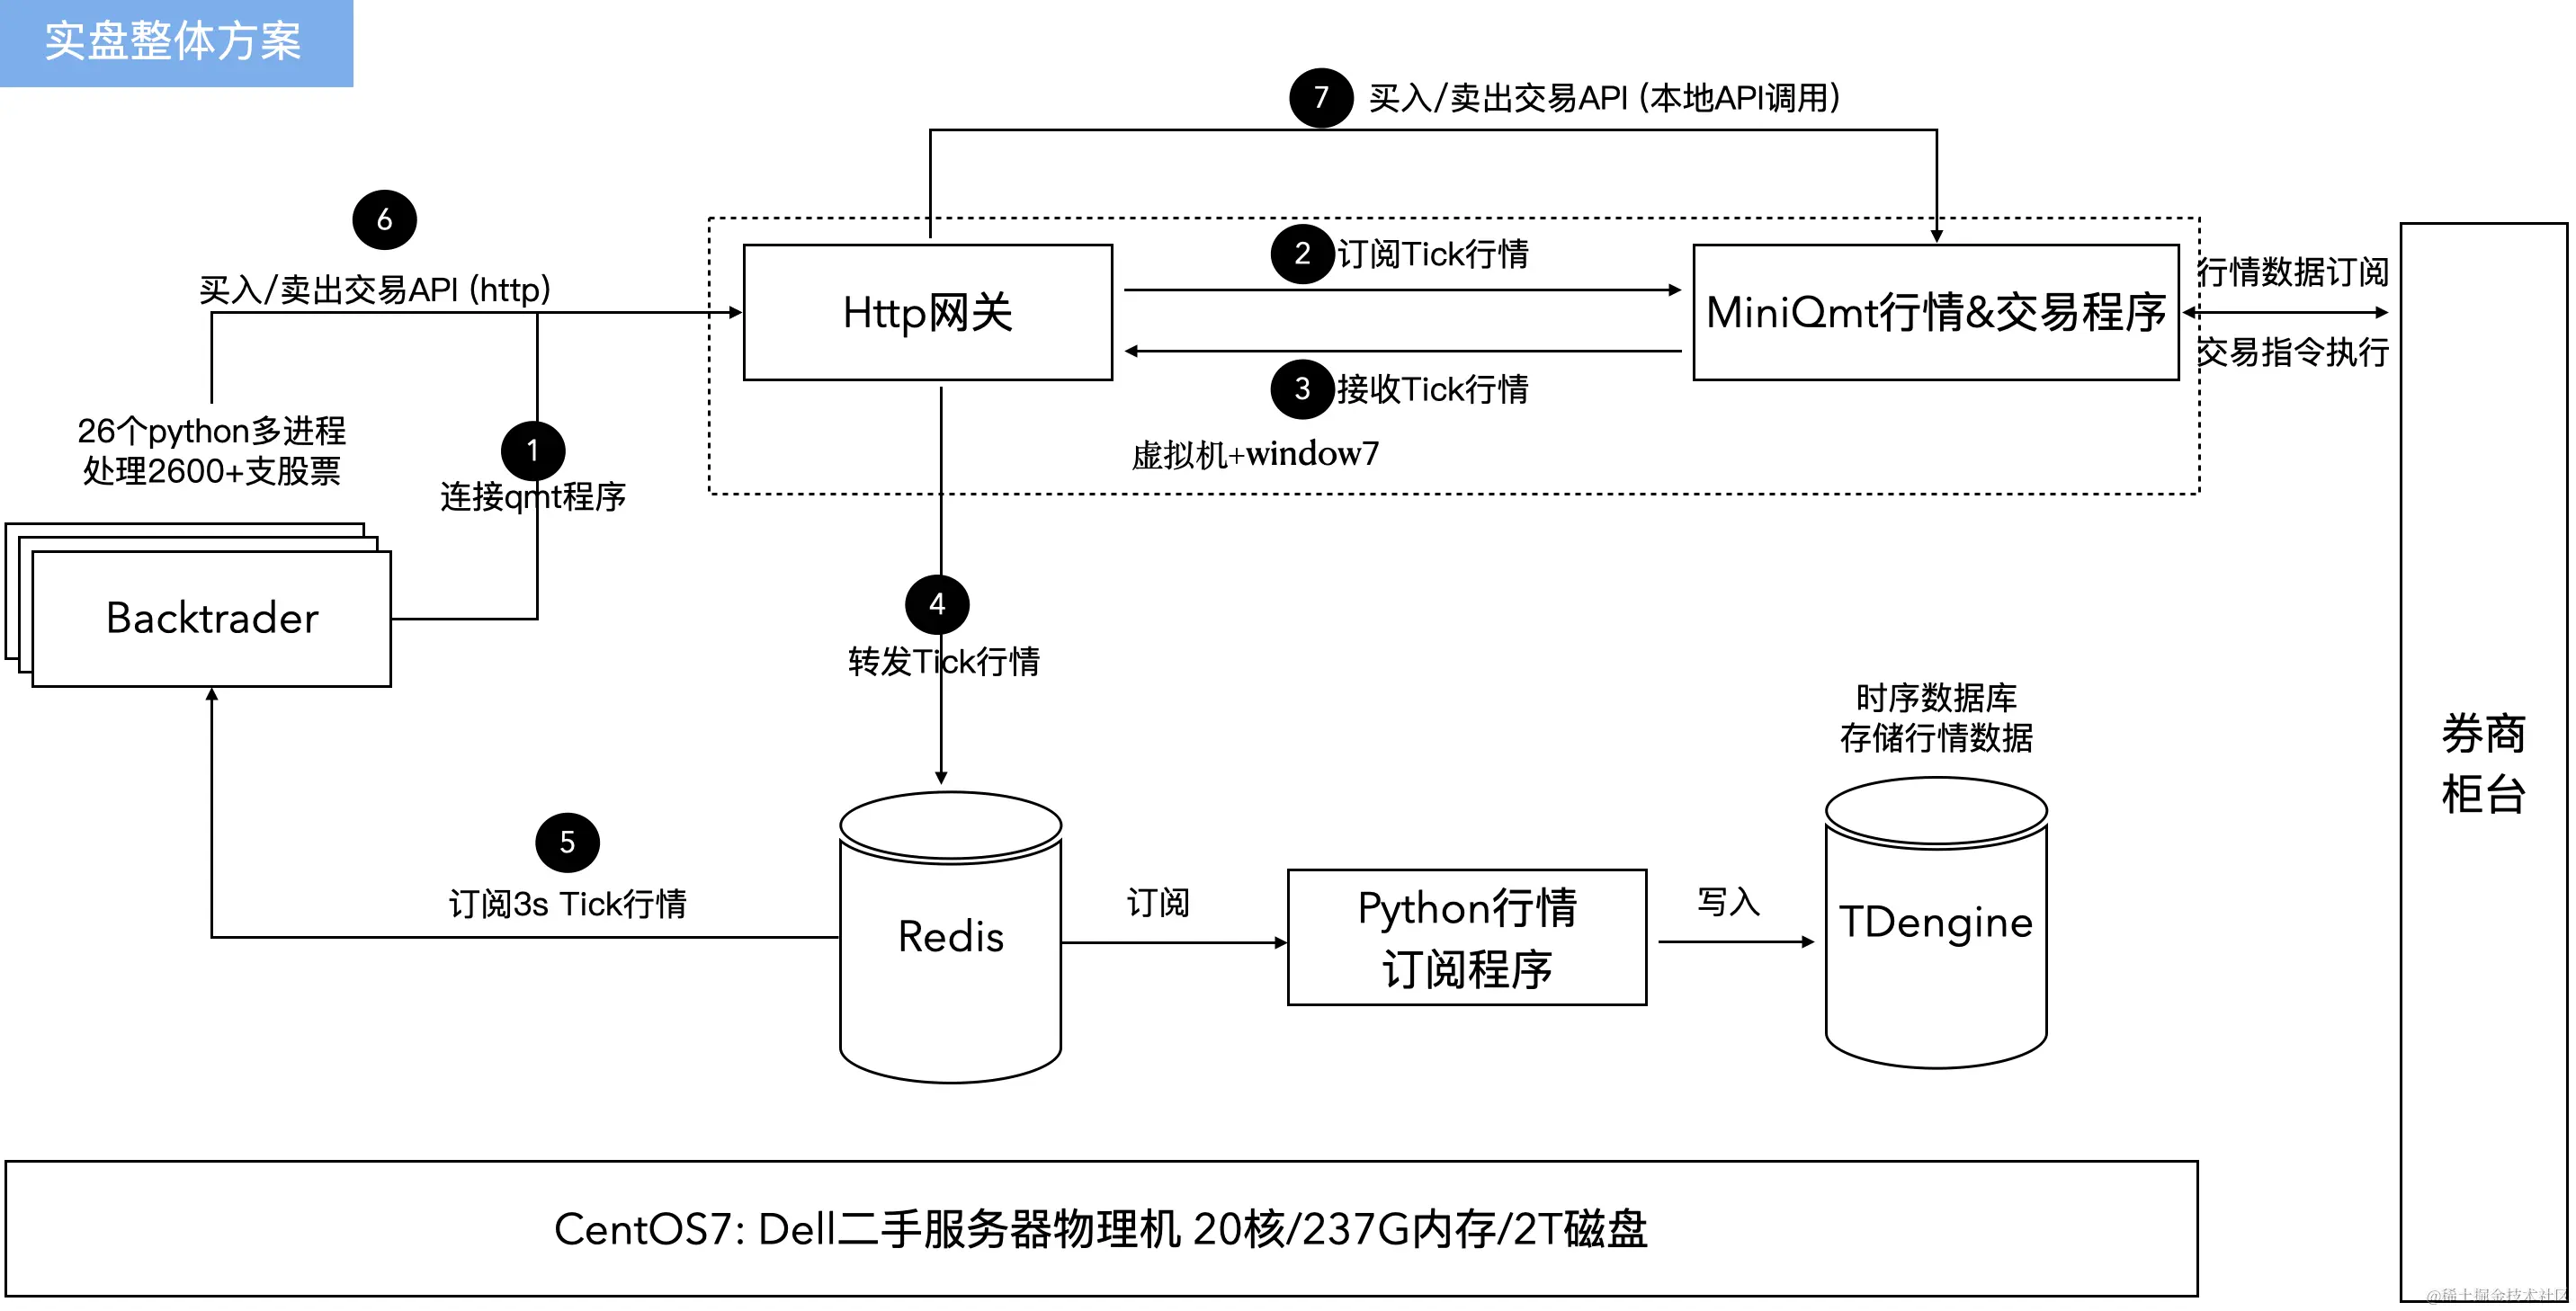 实盘整体方案
7
买入/卖出交易API (本地API调用)
6
买入/卖出交易API (http)
2
订阅Tick行情
Http网关
MiniQmt行情&交易程序
行情数据订阅
交易指令执行
3
接收Tick行情
虚拟机+window7
26个python多进程
处理2600+支股票
1
连接qmt程序
Backtrader
4
转发Tick行情
时序数据库
存储行情数据
券商
柜台
5
订阅3s Tick行情
Redis
订阅
Python行情
订阅程序
写入
TDengine
CentOS7: Dell二手服务器物理机 20核/237G内存/2T磁盘
@稀土掘金技术社区